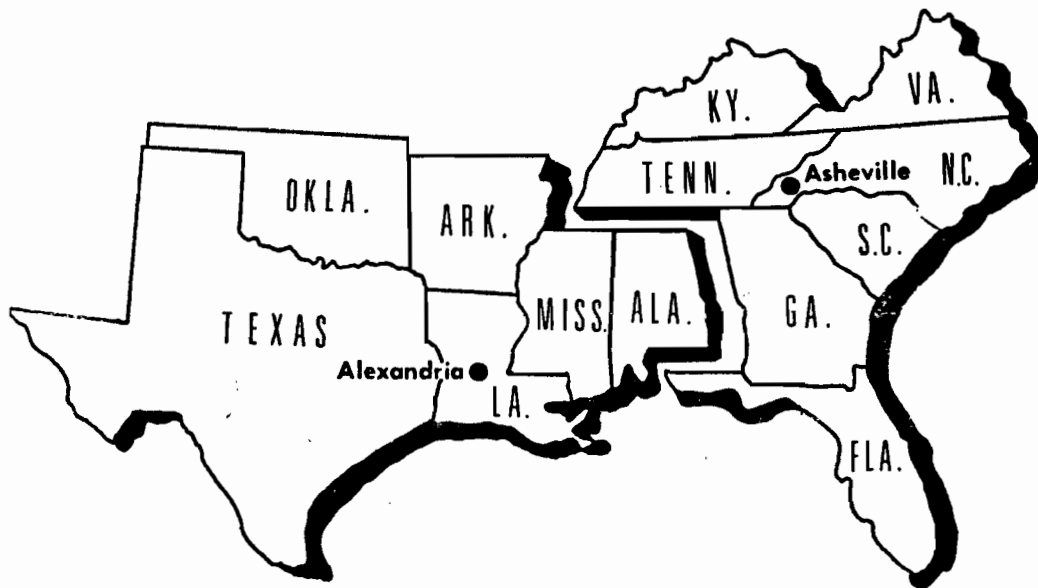 KY.
VA.
TENN.
Asheville
N.C.
OKLA.
ARK.
S.C.
TEXAS
MISS.
ALA.
GA.
Alexandria
LA.
FLA.